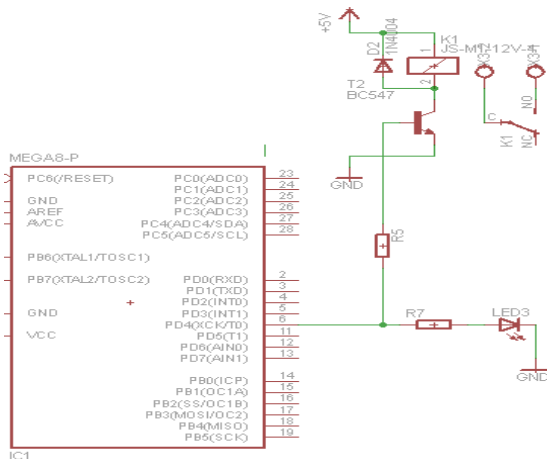 +5V
D2
1N4004
K1
JS-M1-12V-4
1
2
T2
BC547
NO
C
K1
NC
GND
MEGA8-P
PC6(/RESET)
GND
AREF
AVCC
PB6(XTAL1/TOSC1)
PB7(XTAL2/TOSC2)
GND
VCC
PC0(ADC0) 23
PC1(ADC1) 24
PC2(ADC2) 25
PC3(ADC3) 26
PC4(ADC4/SDA) 27
PC5(ADC5/SCL) 28
PD0(RXD) 2
PD1(TXD) 3
PD2(INT0) 4
PD3(INT1) 5
PD4(XCK/T0) 6
PD5(T1) 11
PD6(AIN0) 12
PD7(AIN1) 13
PB0(ICP) 14
PB1(OC1A) 15
PB2(SS/OC1B) 16
PB3(MOSI/OC2) 17
PB4(MISO) 18
PB5(SCK) 19
IC1
R5
R7
LED3
GND